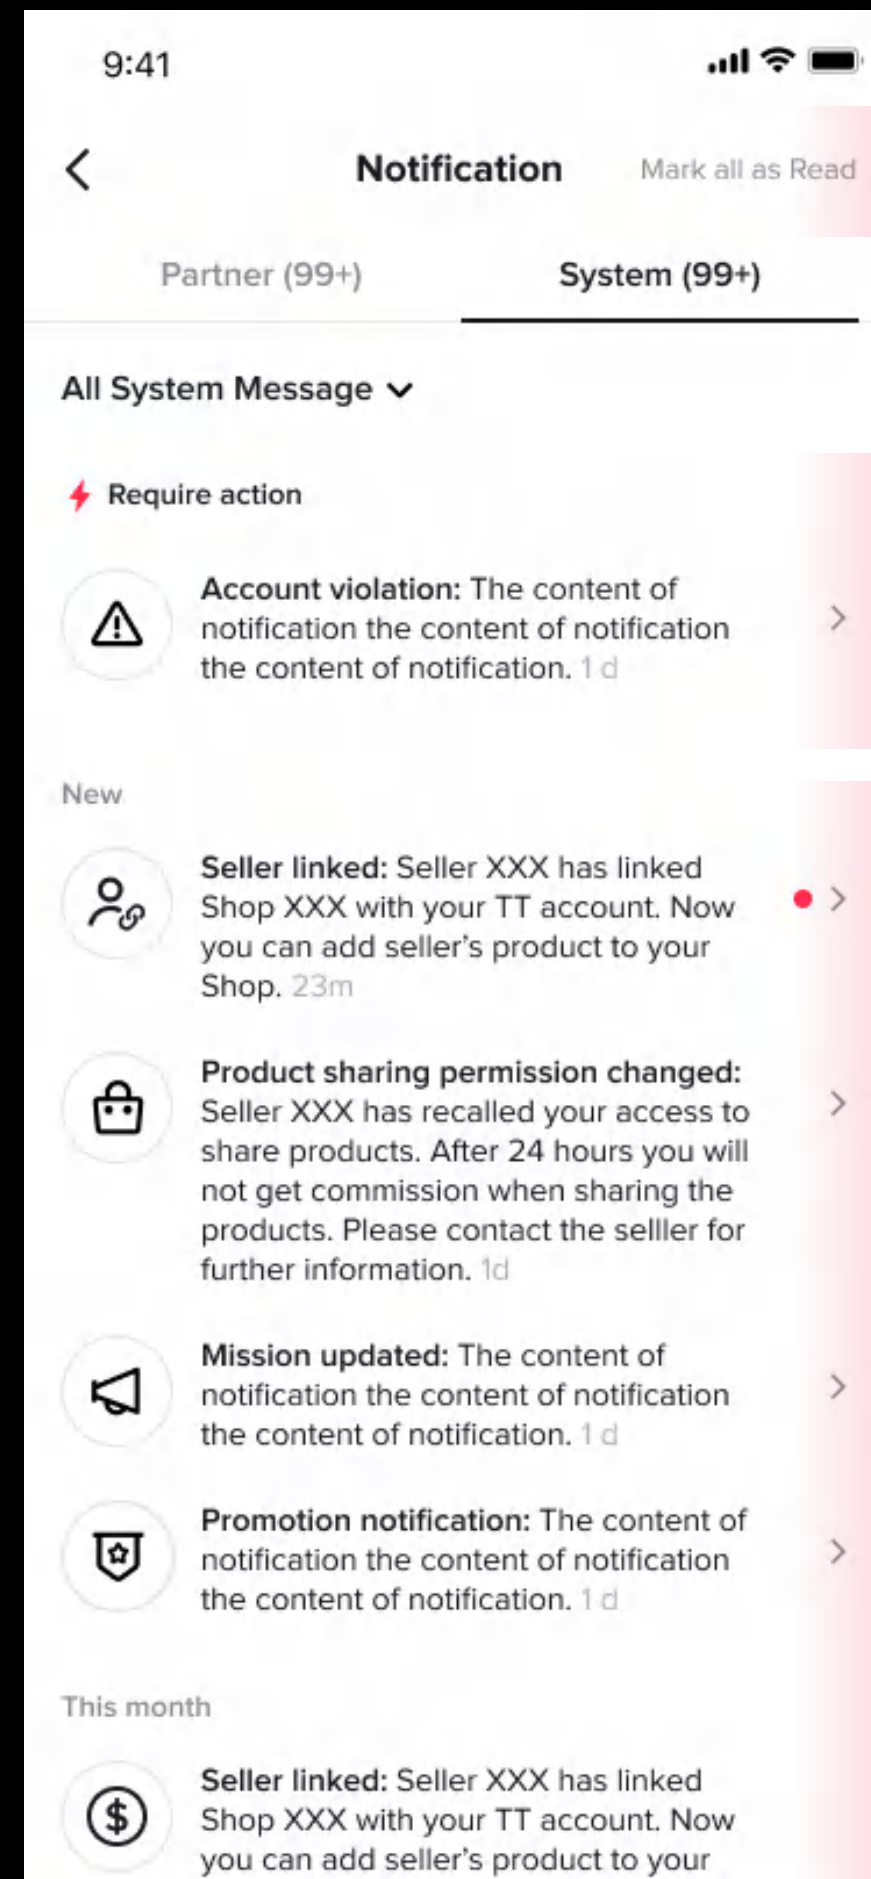 9:41
Notification
Mark all as Read
Partner (99+)
System (99+)
All System Message
Require action
Account violation: The content of
notification the content of notification
the content of notification. 1 d
New
Seller linked: Seller XXX has linked
Shop XXX with your TT account. Now
you can add seller's product to your
Shop. 23m
Product sharing permission changed:
Seller XXX has recalled your access to
share products. After 24 hours you will
not get commission when sharing the
products. Please contact the selller for
further information. 1d
Mission updated: The content of
notification the content of notification
the content of notification. 1 d
Promotion notification: The content of
notification the content of notification
the content of notification. 1 d
This month
Seller linked: Seller XXX has linked
Shop XXX with your TT account. Now
you can add seller's product to your